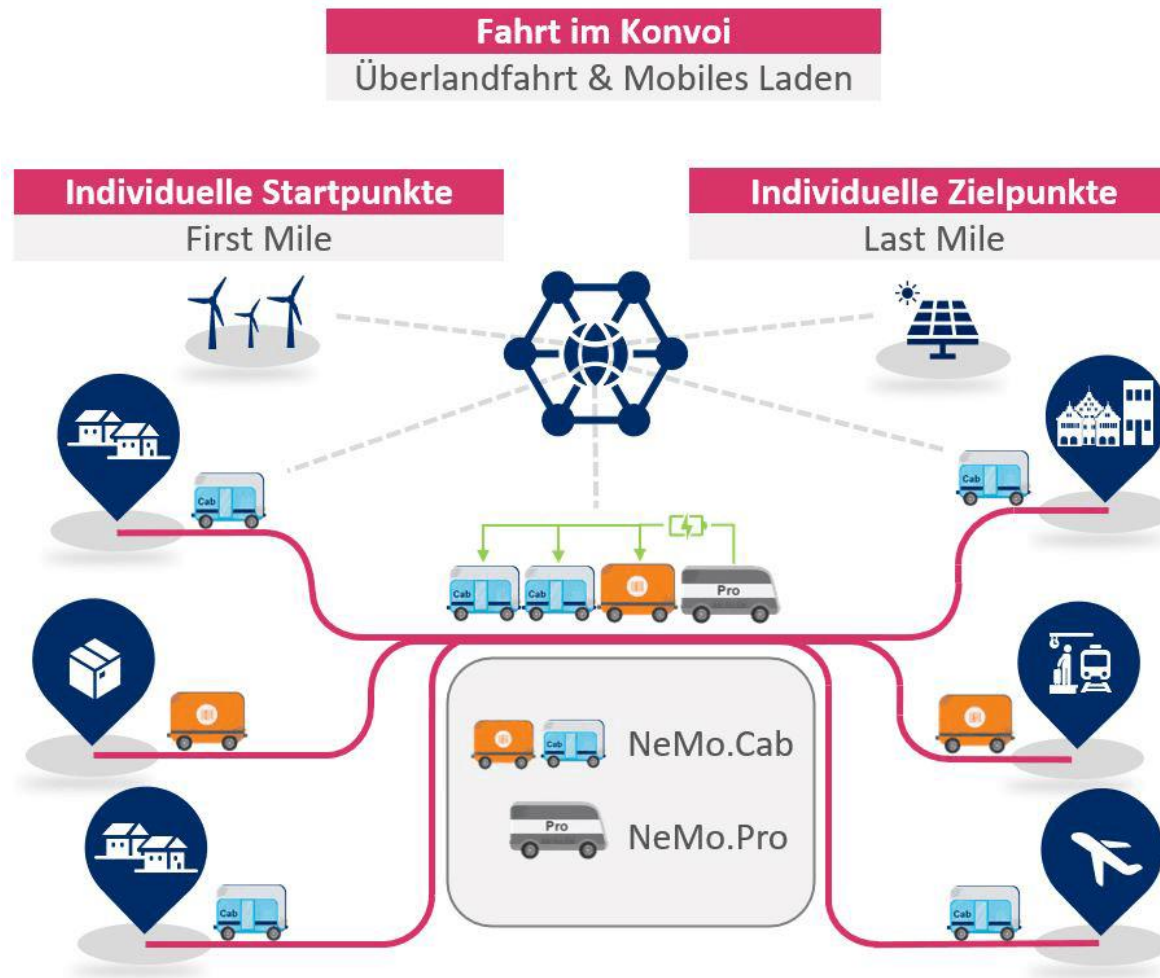 Fahrt im Konvoi
Überlandfahrt & Mobiles Laden
Individuelle Startpunkte
First Mile
Individuelle Zielpunkte
Last Mile
Cab
Cab
Cab
Cab
Pro
Cab
NeMo.Cab
Pro
NeMo.Pro
Cab
Cab